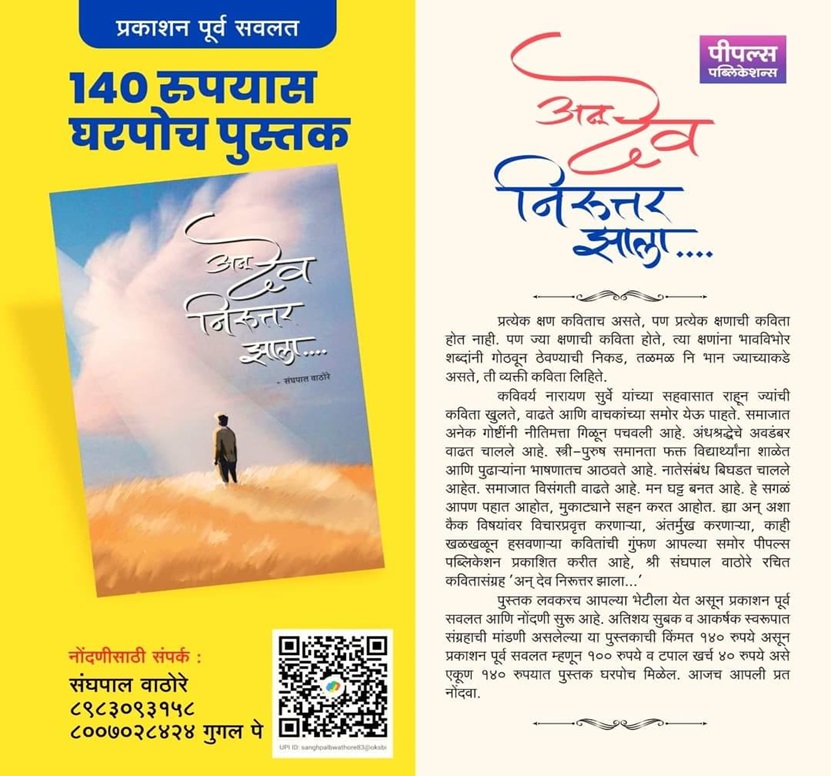 प्रकाशन पूर्व सवलत
140 रुपयास
घरपोच पुस्तक
अन् देव
निरूत्तर
झाला....
- संघपाल वाठोरे
नोंदणीसाठी संपर्क :
संघपाल वाठोरे
८९८३०९३१५८
८००७०२८४२४ गुगल पे
UPI ID: sanghpalbwathore83@oksbi
पीपल्स
पब्लिकेशन्स
अन् देव
निरूत्तर
झाला....
प्रत्येक क्षण कविताच असते, पण प्रत्येक क्षणाची कविता
होत नाही. पण ज्या क्षणाची कविता होते, त्या क्षणांना भावविभोर
शब्दांनी गोठवून ठेवण्याची निकड, तळमळ नि भान ज्याच्याकडे
असते, ती व्यक्ती कविता लिहिते.
कविवर्य नारायण सुर्वे यांच्या सहवासात राहून ज्यांची
कविता खुलते, वाढते आणि वाचकांच्या समोर येऊ पाहते. समाजात
अनेक गोष्टींनी नीतिमत्ता गिळून पचवली आहे. अंधश्रद्धेचे अवडंबर
वाढत चालले आहे. स्त्री–पुरुष समानता फक्त विद्यार्थ्यांना शाळेत
आणि पुढाऱ्यांना भाषणातच आठवते आहे. नातेसंबंध बिघडत चालले
आहेत. समाजात विसंगती वाढते आहे. मन घट्ट बनत आहे. हे सगळं
आपण पहात आहोत, मुकाट्याने सहन करत आहोत. ह्या अन् अशा
कैक विषयांवर विचारप्रवृत्त करणाऱ्या, अंतर्मुख करणाऱ्या, काही
खळखळून हसवणाऱ्या कवितांची गुंफण आपल्या समोर पीपल्स
पब्लिकेशन प्रकाशित करीत आहे, श्री संघपाल वाठोरे रचित
कवितासंग्रह 'अन् देव निरूत्तर झाला...'
पुस्तक लवकरच आपल्या भेटीला येत असून प्रकाशन पूर्व
सवलत आणि नोंदणी सुरू आहे. अतिशय सुबक व आकर्षक स्वरूपात
संग्रहाची मांडणी असलेल्या या पुस्तकाची किंमत १४० रुपये असून
प्रकाशन पूर्व सवलत म्हणून १०० रुपये व टपाल खर्च ४० रुपये असे
एकूण १४० रुपयात पुस्तक घरपोच मिळेल. आजच आपली प्रत
नोंदवा.